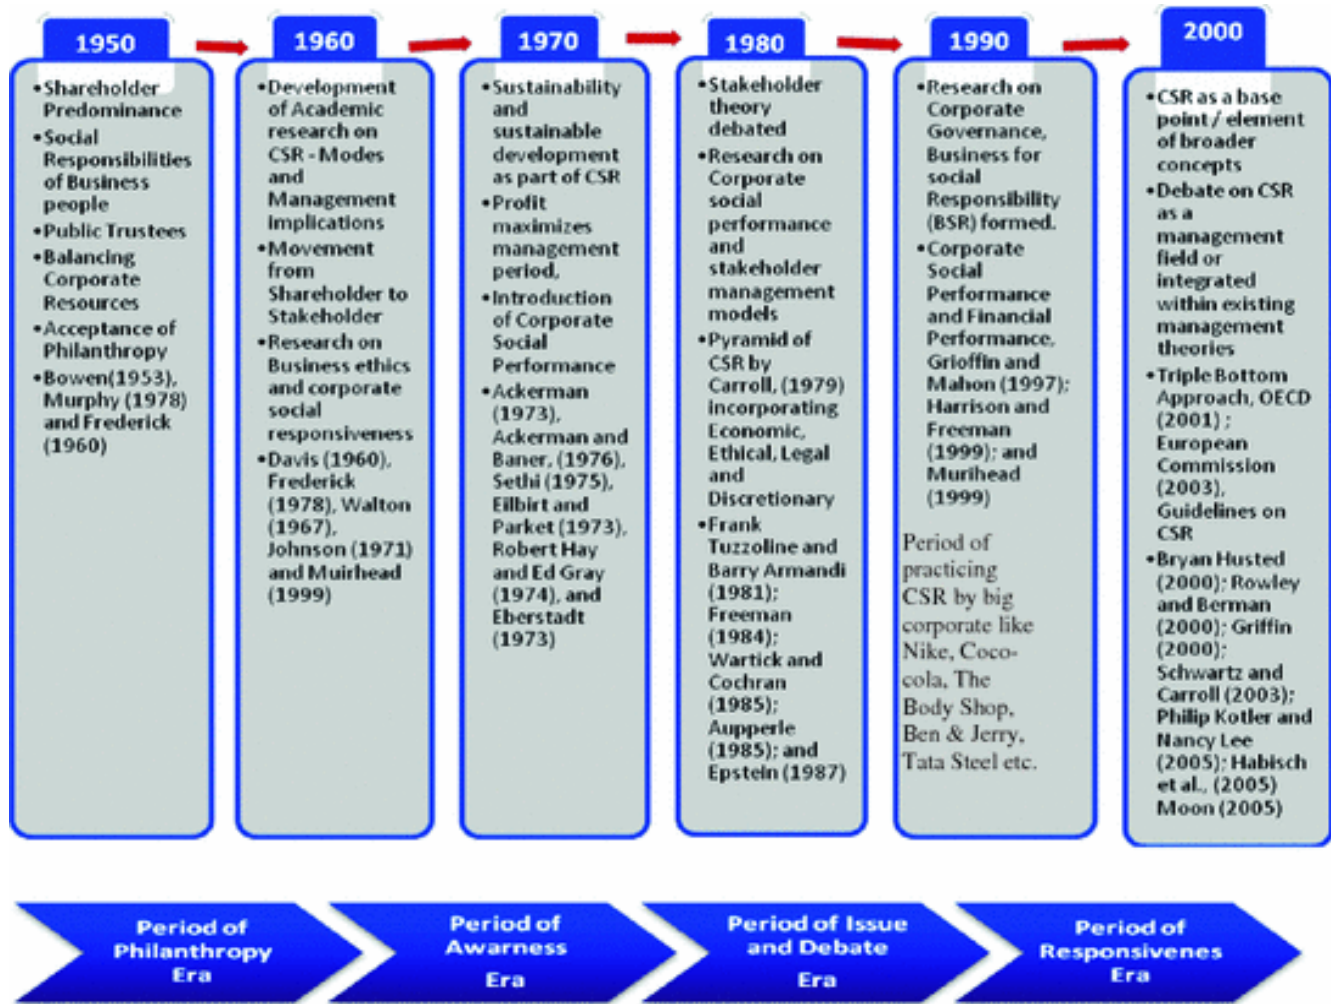 1950
•Shareholder
Predominance
•Social
Responsibilities
of Business
people
•Public Trustees
•Balancing
Corporate
Resources
•Acceptance of
Philanthropy
•Bowen(1953),
Murphy (1978)
and Frederick
(1960)
1960
•Development
of Academic
research on
CSR - Modes
and
Management
Implications
•Movement
from
Shareholder to
Stakeholder
•Research on
Business ethics
and corporate
social
responsiveness
•Davis (1960),
Frederick
(1978), Walton
(1967),
Johnson (1971)
and Muirhead
(1999)
1970
•Sustainability
and
sustainable
development
as part of CSR
•Profit
maximizes
management
period,
•Introduction
of Corporate
Social
Performance
•Ackerman
(1973),
Ackerman and
Baner, (1976),
Sethi (1975),
Eilbirt and
Parket (1973),
Robert Hay
and Ed Gray
(1974), and
Eberstadt
(1973)
1980
•Stakeholder
theory
debated
•Research on
Corporate
social
performance
and
stakeholder
management
models
•Pyramid of
CSR by
Carroll, (1979)
incorporating
Economic,
Ethical, Legal
and
Discretionary
•Frank
Tuzzoline and
Barry Armandi
(1981);
Freeman
(1984);
Wartick and
Cochran
(1985);
Aupperle
(1985); and
Epstein (1987)
1990
•Research on
Corporate
Governance,
Business for
social
Responsibility
(BSR) formed.
•Corporate
Social
Performance
and Financial
Performance,
Grioffin and
Mahon (1997);
Harrison and
Freeman
(1999); and
Murihead
(1999)
Period of
practicing
CSR by big
corporate like
Nike, Coco-
cola, The
Body Shop,
Ben & Jerry,
Tata Steel etc.
2000
•CSR as a base
point / element
of broader
concepts
•Debate on CSR
as a
management
field or
integrated
within existing
management
theories
•Triple Bottom
Approach, OECD
(2001) ;
European
Commission
(2003),
Guidelines on
CSR
•Bryan Husted
(2000); Rowley
and Berman
(2000); Griffin
(2000);
Schwartz and
Carroll (2003);
Philip Kotler and
Nancy Lee
(2005); Habisch
et al., (2005)
Moon (2005)
Period of
Philanthropy
Era
Period of
Awarness
Era
Period of Issue
and Debate
Era
Period of
Responsivenes
Era